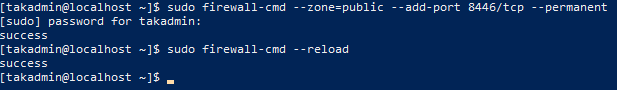 [takadmin@localhost ~]$ sudo firewall-cmd --zone=public --add-port 8446/tcp --permanent
[sudo] password for takadmin:
success
[takadmin@localhost ~]$ sudo firewall-cmd --reload
success
[takadmin@localhost ~]$